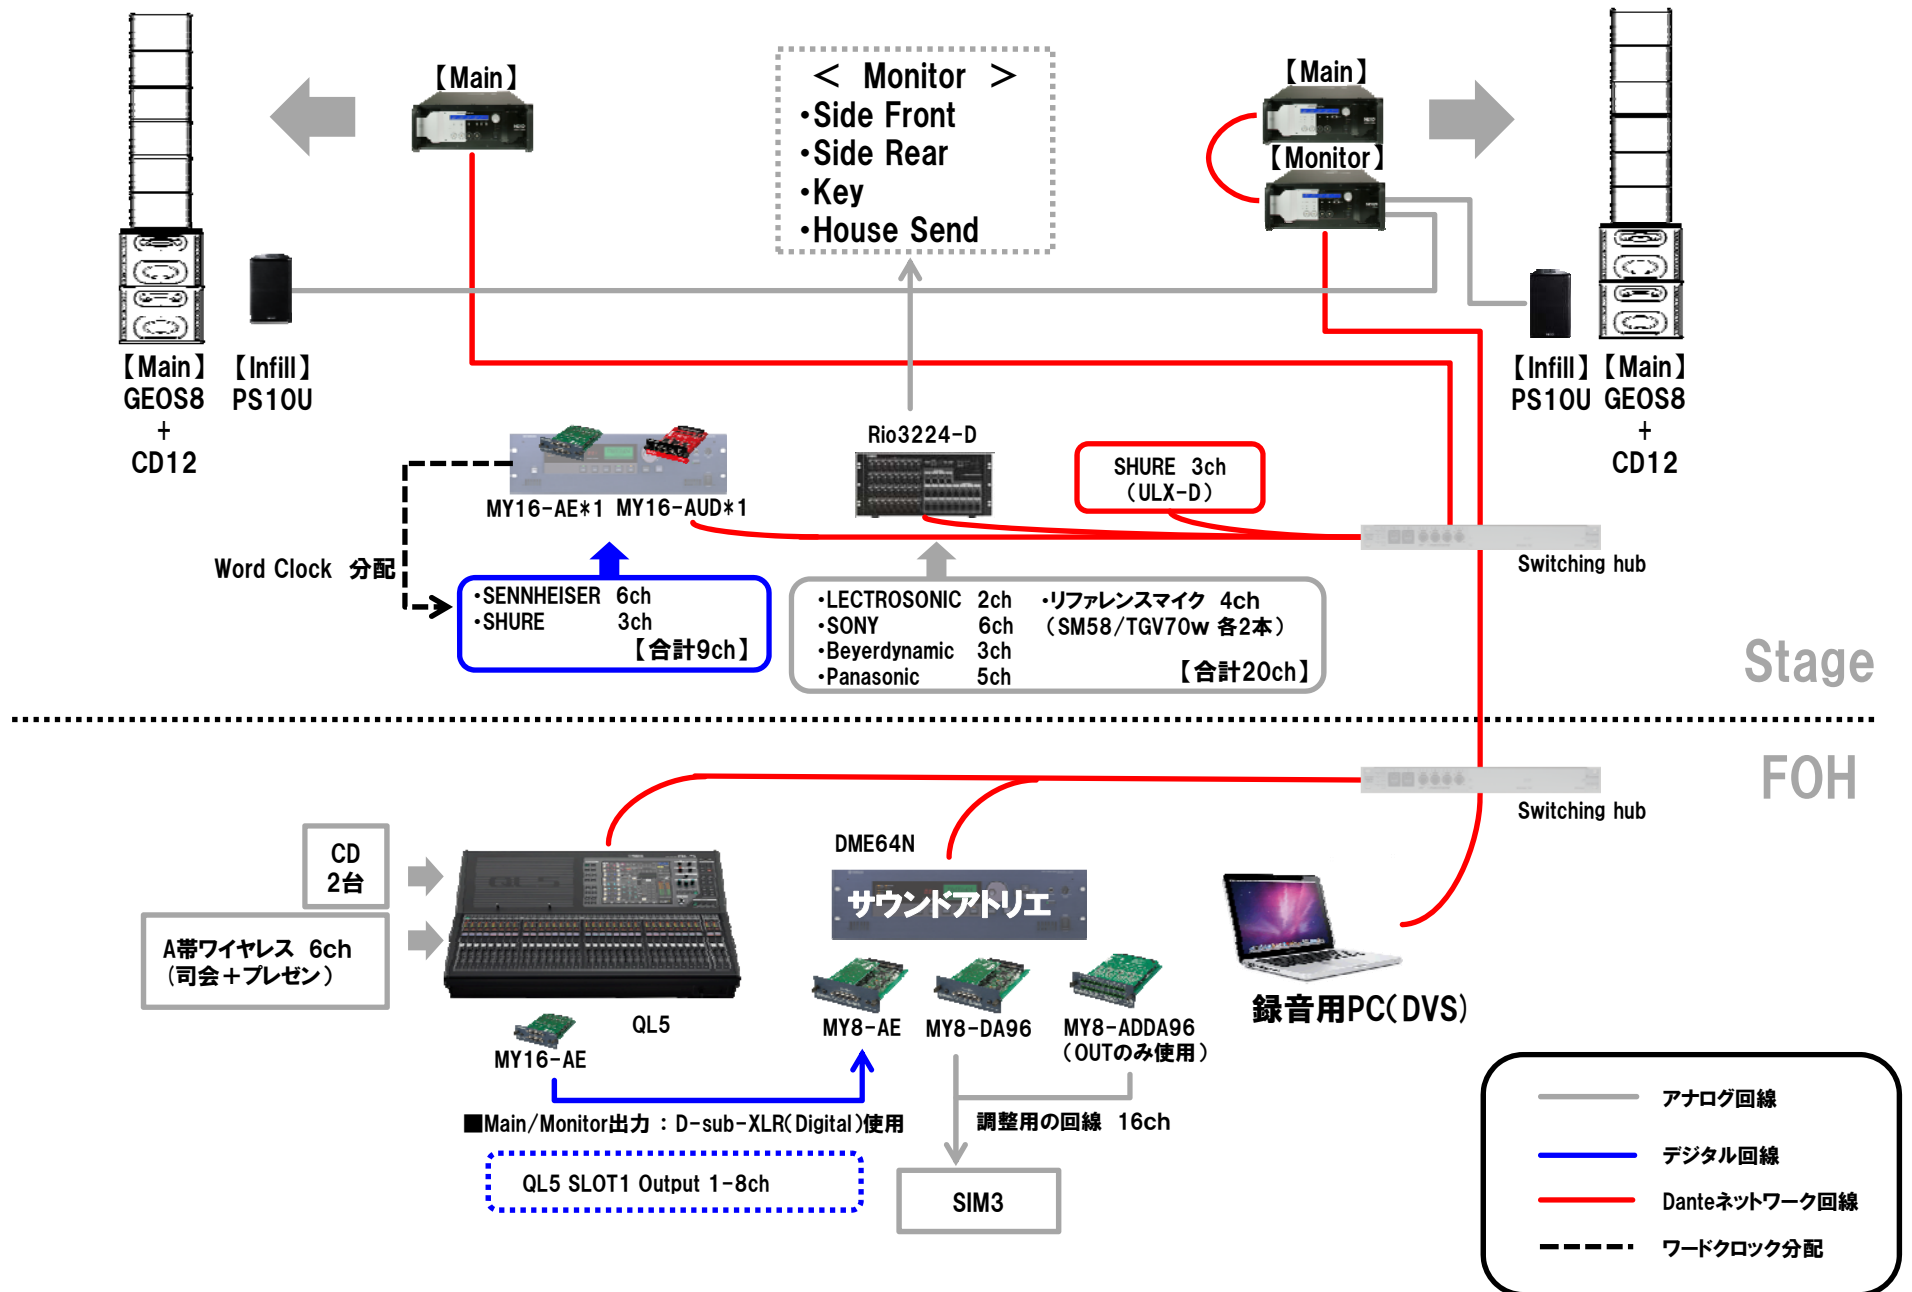 【Main】
＜ Monitor ＞
・Side Front
・Side Rear
・Key
・House Send
【Main】
【Monitor】
【Main】
GEOS8
+
CD12
【Infill】
PS10U
【Infill】
PS10U
【Main】
GEOS8
+
CD12
MY16-AE*1
MY16-AUD*1
Rio3224-D
SHURE 3ch
（ULX-D）
Switching hub
Word Clock 分配
・SENNHEISER 6ch
・SHURE 3ch
【合計9ch】
・LECTROSONIC 2ch
・SONY 6ch
・Beyerdynamic 3ch
・Panasonic 5ch
・リファレンスマイク 4ch
（SM58/TGV70w 各2本）
【合計20ch】
Stage
FOH
Switching hub
CD
2台
A帯ワイヤレス 6ch
（司会＋プレゼン）
QL5
MY16-AE
DME64N
サウンドアトリエ
MY8-AE
MY8-DA96
MY8-ADDA96
（OUTのみ使用）
録音用PC（DVS）
■Main/Monitor出力：D-sub-XLR（Digital）使用
QL5 SLOT1 Output 1-8ch
調整用の回線 16ch
SIM3
アナログ回線
デジタル回線
Danteネットワーク回線
ワードクロック分配